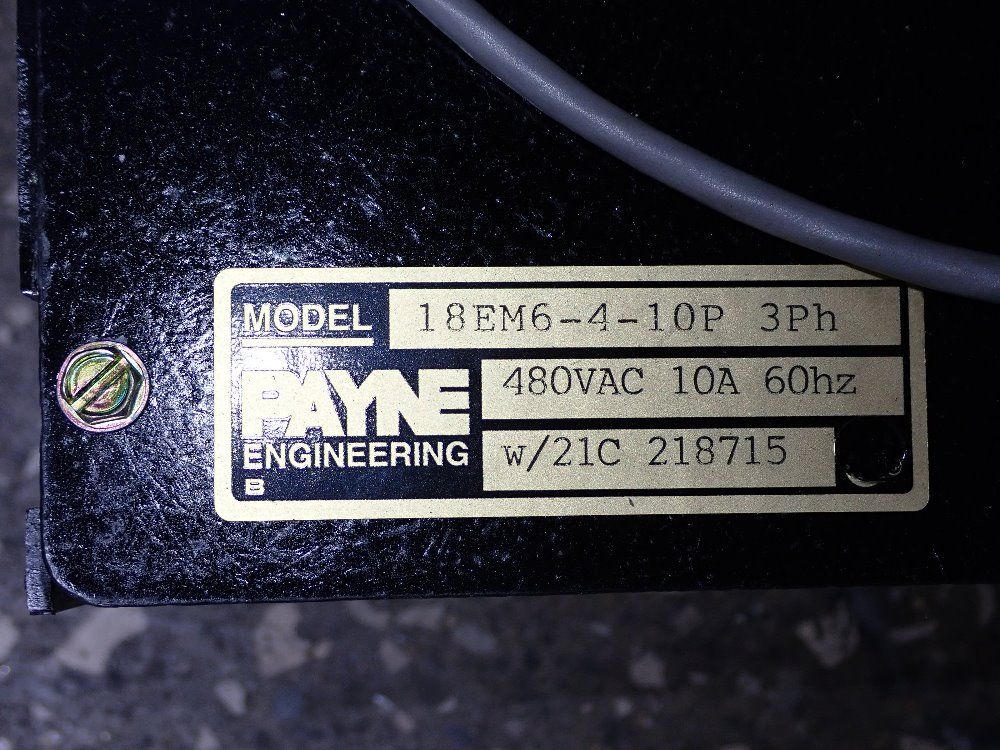 MODEL 18EM6-4-10P 3Ph
PAYNE 480VAC 10A 60hz
ENGINEERING w/21C 218715
B